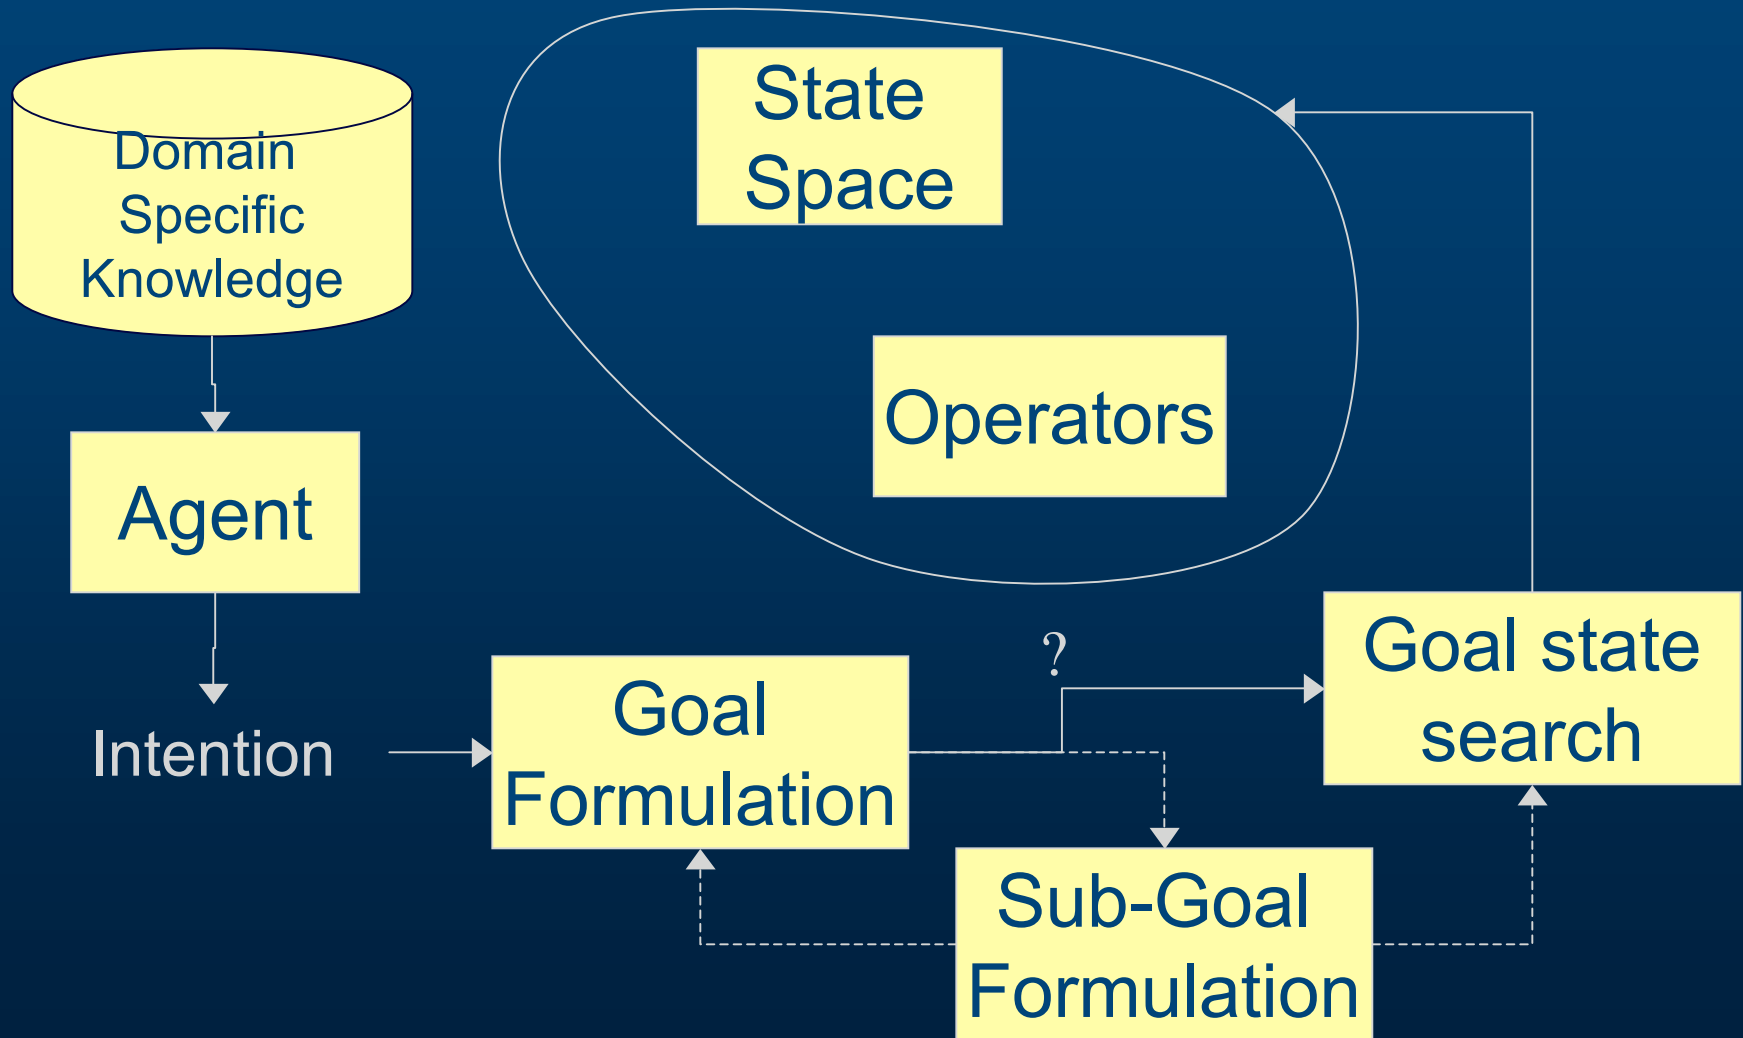 Domain
Specific
Knowledge
Agent
Intention
State
Space
Operators
Goal
Formulation
?
Goal state
search
Sub-Goal
Formulation